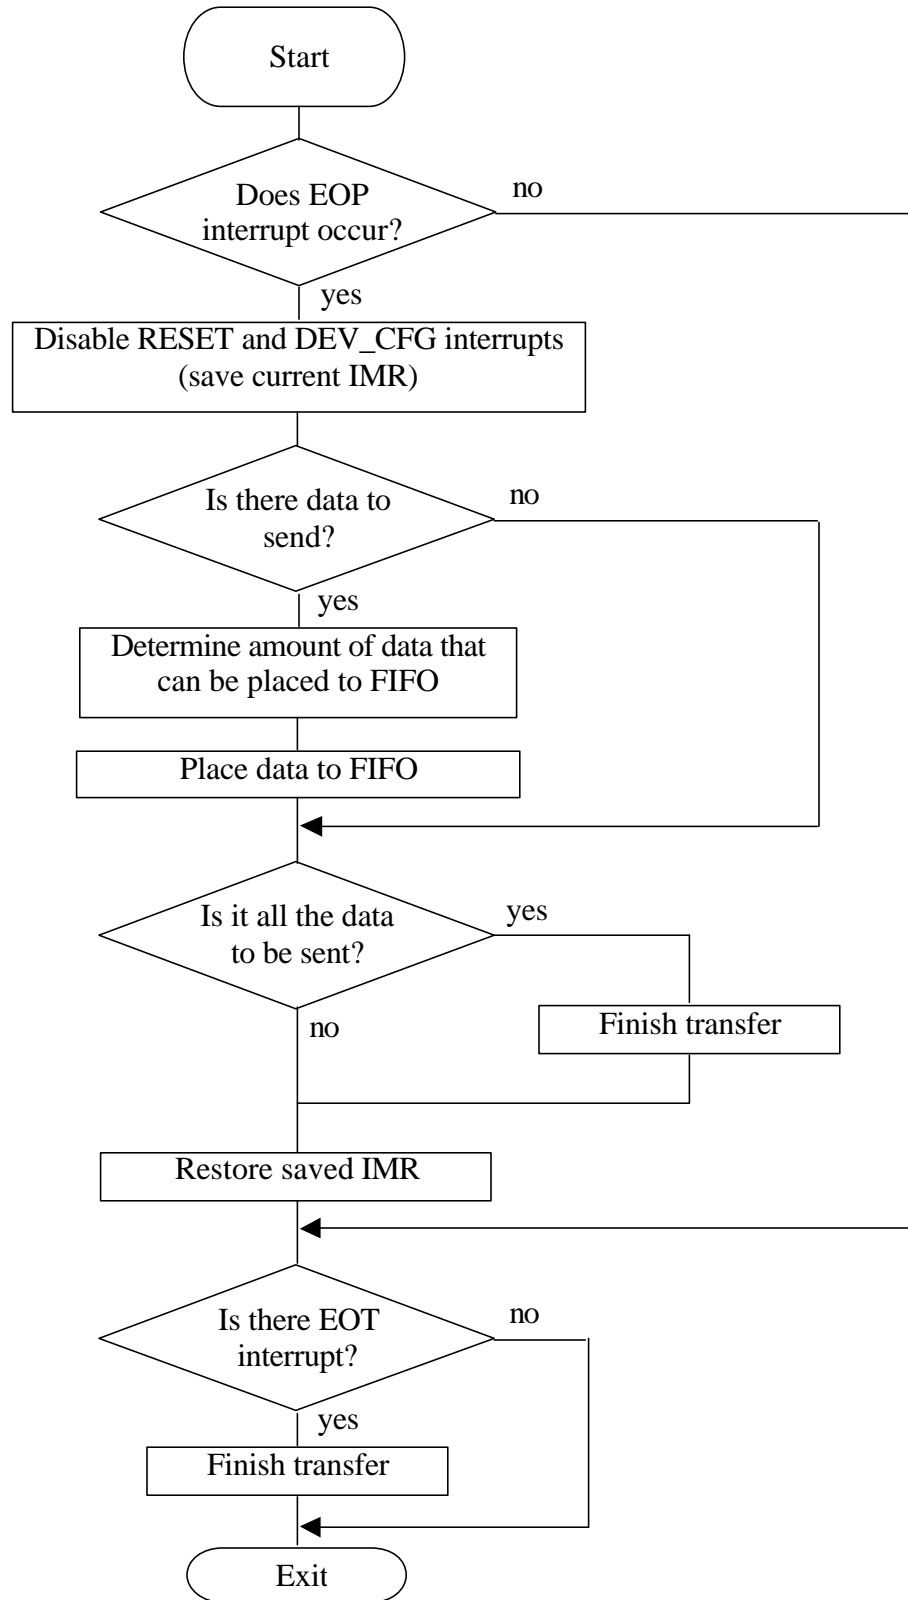 Start
Does EOP
interrupt occur?
no
yes
Disable RESET and DEV_CFG interrupts
(save current IMR)
Is there data to
send?
no
yes
Determine amount of data that
can be placed to FIFO
Place data to FIFO
Is it all the data
to be sent?
yes
no
Finish transfer
Restore saved IMR
Is there EOT
interrupt?
no
yes
Finish transfer
Exit